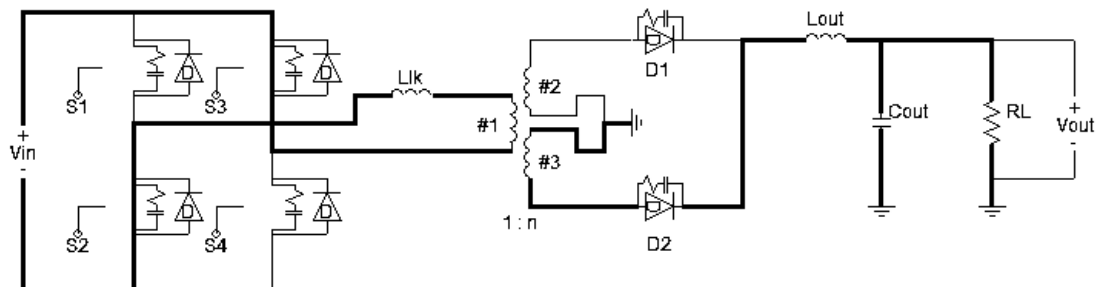 Lout
D1
Llk
#2
S1
S3
#1
Cout
RL
+
Vin
-
+
Vout
-
#3
1 : n
D2
S2
S4